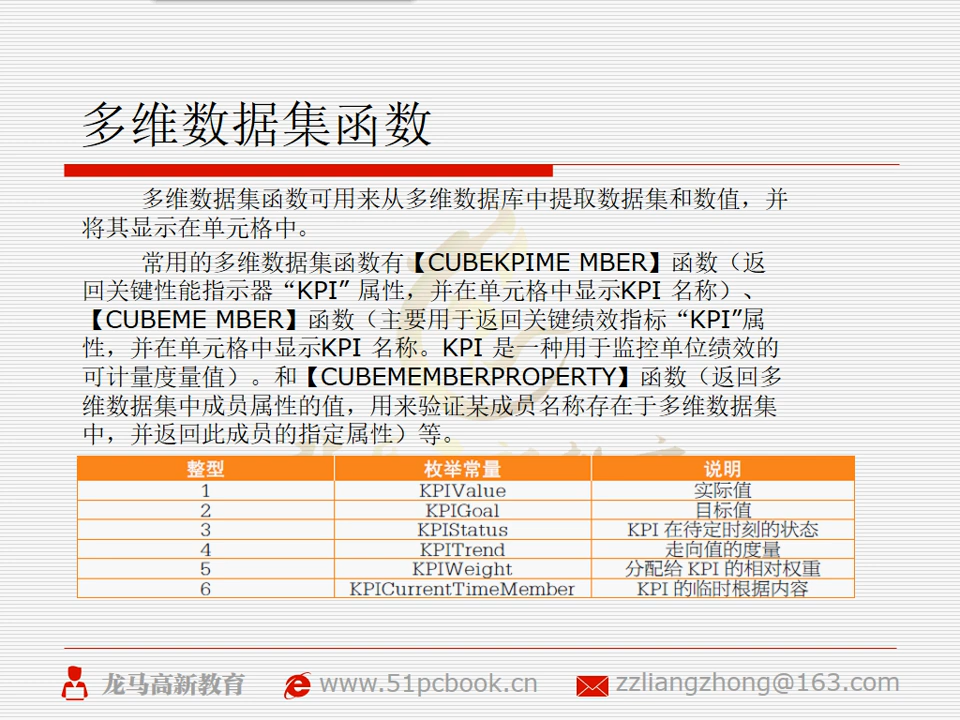 多维数据集函数
多维数据集函数可用来从多维数据库中提取数据集和数值，并
将其显示在单元格中。
常用的多维数据集函数有【CUBEKPIME MBER】函数（返
回关键性能指示器“KPI” 属性，并在单元格中显示KPI 名称）、
【CUBEME MBER】函数（主要用于返回关键绩效指标“KPI”属
性，并在单元格中显示KPI 名称。KPI 是一种用于监控单位绩效的
可计量度量值）。和【CUBEMEMBERPROPERTY】函数（返回多
维数据集中成员属性的值，用来验证某成员名称存在于多维数据集
中，并返回此成员的指定属性）等。
整型 枚举常量 说明
1 KPIValue 实际值
2 KPIGoal 目标值
3 KPIStatus KPI 在待定时刻的状态
4 KPITrend 走向值的度量
5 KPIWeight 分配给 KPI 的相对权重
6 KPICurrentTimeMember KPI 的临时根据内容
龙马高新教育 www.51pcbook.cn zzliangzhong@163.com